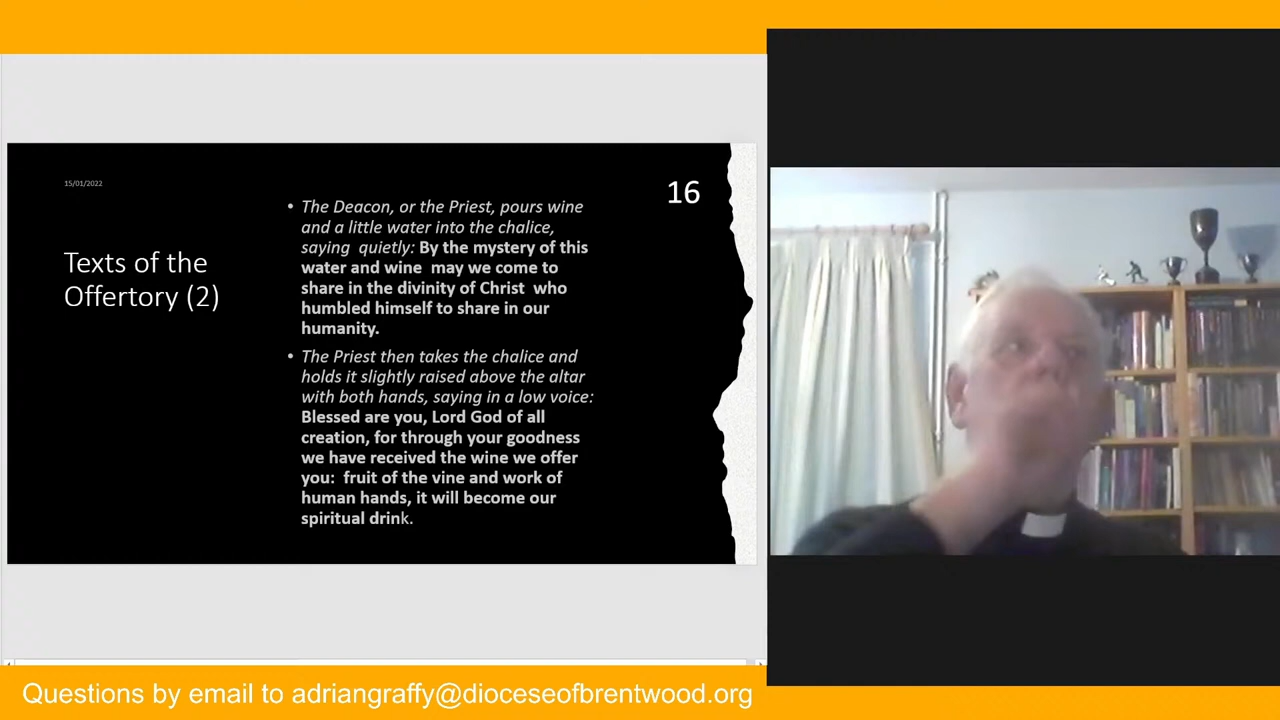 15/01/2022
16
Texts of the
Offertory (2)
• The Deacon, or the Priest, pours wine
and a little water into the chalice,
saying quietly: By the mystery of this
water and wine may we come to
share in the divinity of Christ who
humbled himself to share in our
humanity.
• The Priest then takes the chalice and
holds it slightly raised above the altar
with both hands, saying in a low voice:
Blessed are you, Lord God of all
creation, for through your goodness
we have received the wine we offer
you: fruit of the vine and work of
human hands, it will become our
spiritual drink.
Questions by email to adriangraffy@dioceseofbrentwood.org